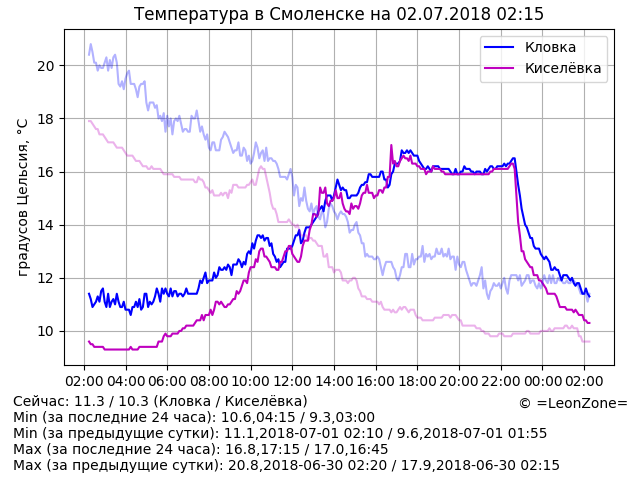 Температура в Смоленске на 02.07.2018 02:15
Кловка
Киселёвка
градусов Цельсия, °C
20
18
16
14
12
10
02:00 04:00 06:00 08:00 10:00 12:00 14:00 16:00 18:00 20:00 22:00 00:00 02:00
Сейчас: 11.3 / 10.3 (Кловка / Киселёвка)
© =LeonZone=
Min (за последние 24 часа): 10.6,04:15 / 9.3,03:00
Min (за предыдущие сутки): 11.1,2018-07-01 02:10 / 9.6,2018-07-01 01:55
Max (за последние 24 часа): 16.8,17:15 / 17.0,16:45
Max (за предыдущие сутки): 20.8,2018-06-30 02:20 / 17.9,2018-06-30 02:15